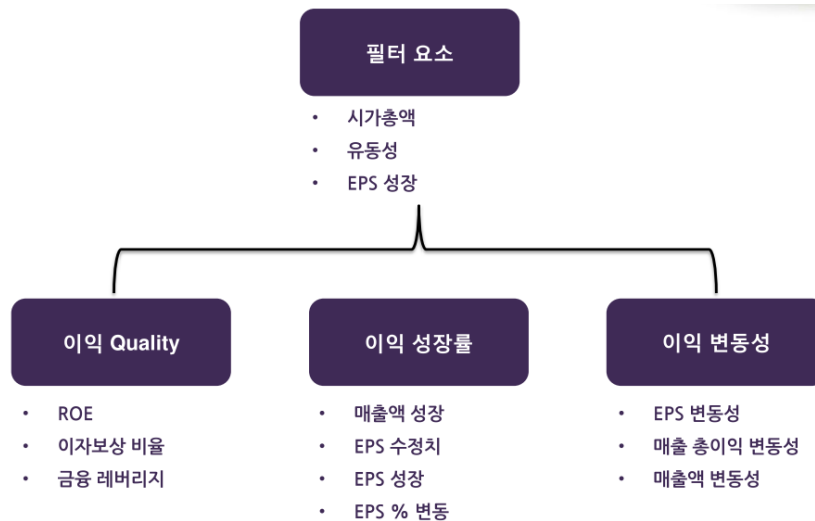 필터 요소
• 시가총액
• 유동성
• EPS 성장
이익 Quality
• ROE
• 이자보상 비율
• 금융 레버리지
이익 성장률
• 매출액 성장
• EPS 수정치
• EPS 성장
• EPS % 변동
이익 변동성
• EPS 변동성
• 매출 총이익 변동성
• 매출액 변동성